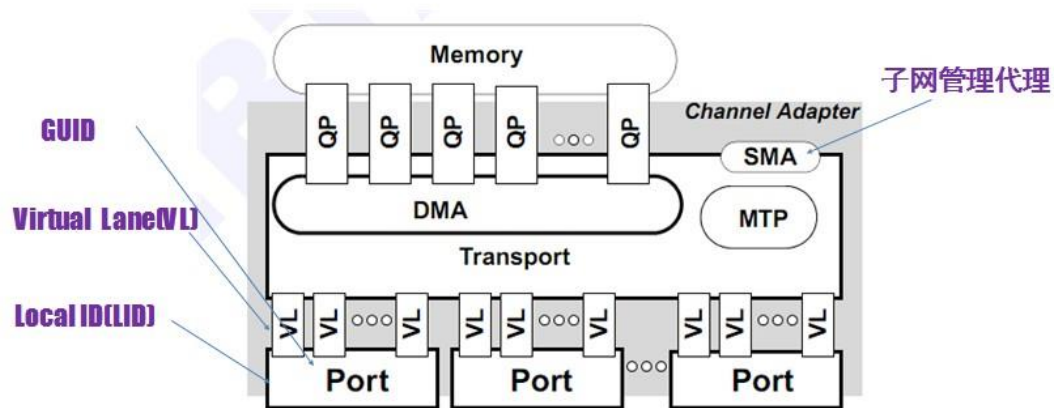 Memory
子网管理代理
GUID
QP QP QP QP QP
Channel Adapter
SMA
DMA
MTP
Virtual Lane(VL)
Transport
Local ID(LID)
VL VL VL VL VL VL VL VL VL
Port Port Port